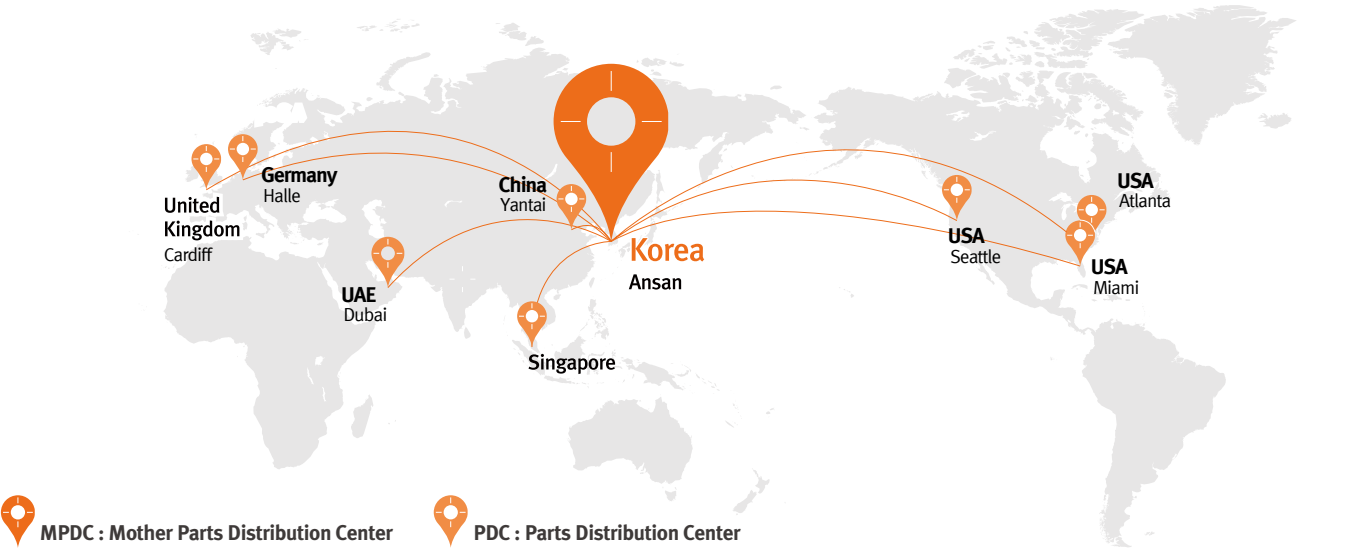 Germany
Halle
United
Kingdom
Cardiff
UAE
Dubai
China
Yantai
Korea
Ansan
Singapore
USA
Seattle
USA
Atlanta
USA
Miami
MPDC : Mother Parts Distribution Center
PDC : Parts Distribution Center